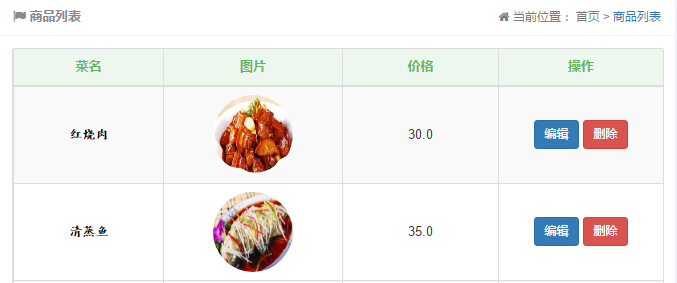 商品列表
当前位置： 首页 > 商品列表
菜名 图片 价格 操作
红烧肉 30.0 编辑 删除
清蒸鱼 35.0 编辑 删除